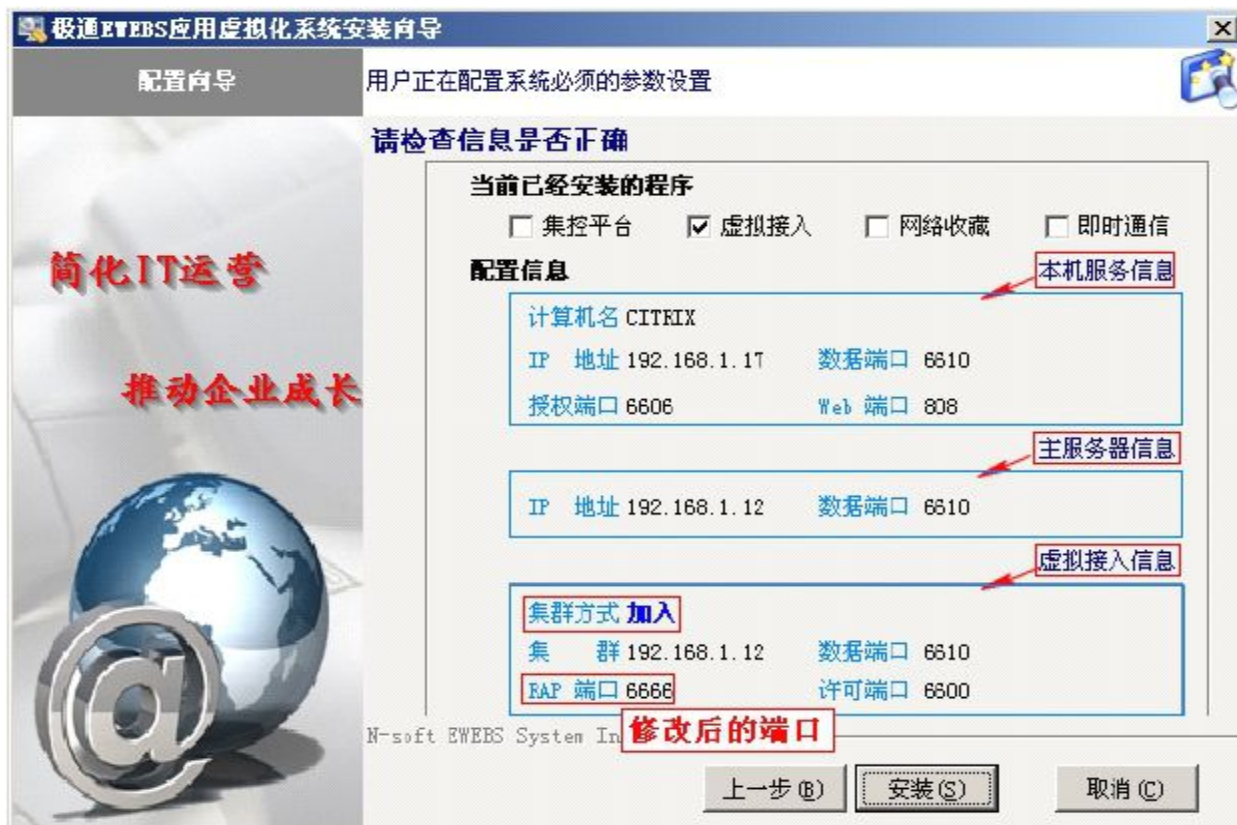 极通EWEBS应用虚拟化系统安装向导
配置向导
用户正在配置系统必须的参数设置
请检查信息是否正确
当前已经安装的程序
集控平台 虚拟接入 网络收藏 即时通信
简化IT运营
推动企业成长
配置信息
本机服务信息
计算机名 CITRIX
IP 地址 192.168.1.17 数据端口 6610
授权端口 6606 Web 端口 808
主服务器信息
IP 地址 192.168.1.12 数据端口 6610
虚拟接入信息
集群方式 加入
集 群 192.168.1.12 数据端口 6610
RAP 端口 6666 许可端口 6600
修改后的端口
N-soft EWEBS System In
上一步(B) 安装(S) 取消(C)